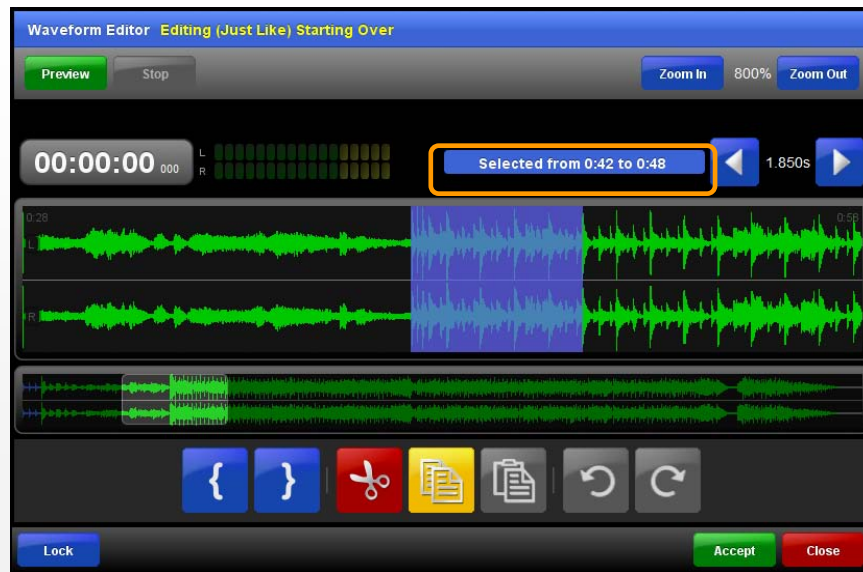 Waveform Editor Editing (Just Like) Starting Over
Preview Stop Zoom In 800% Zoom Out
00:00:00 000 L R Selected from 0:42 to 0:48 1.850s
0:28 0:58
L
R
{ }
Lock Accept Close